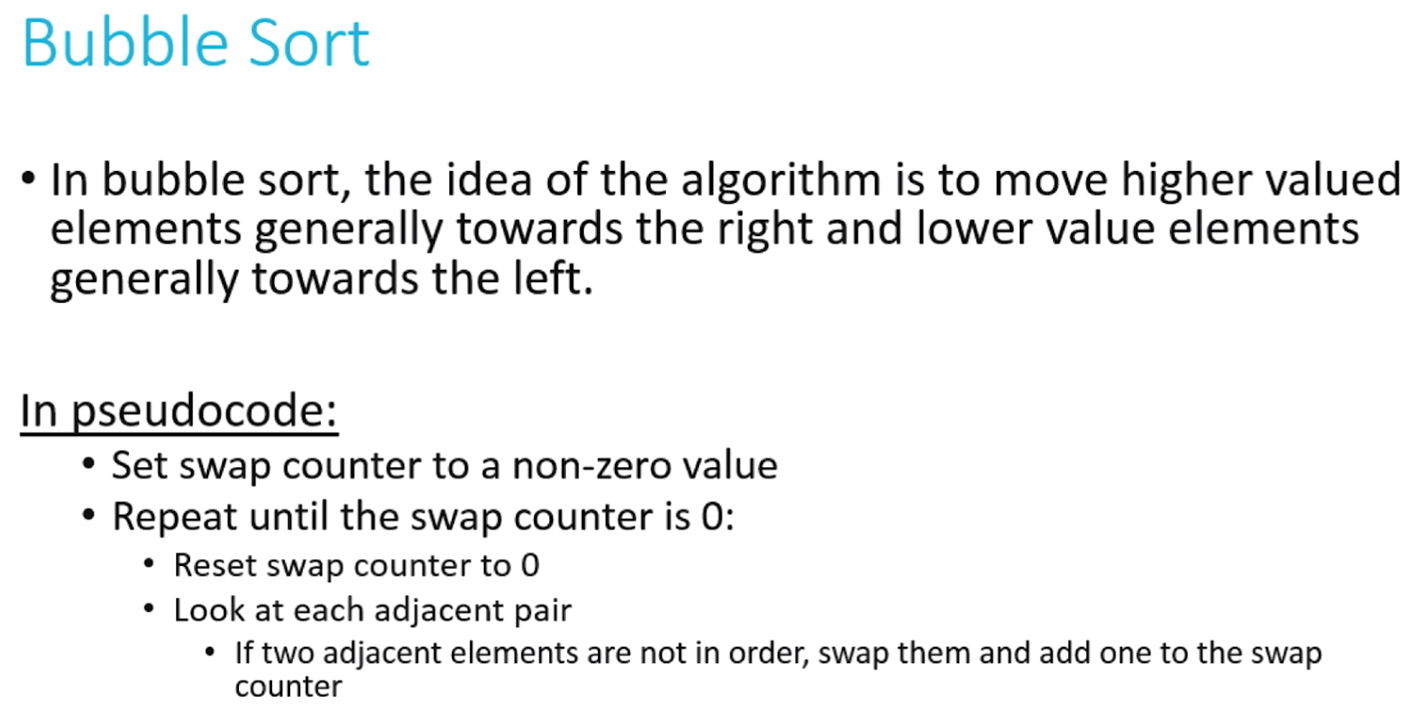 Bubble Sort
• In bubble sort, the idea of the algorithm is to move higher valued
elements generally towards the right and lower value elements
generally towards the left.
In pseudocode:
• Set swap counter to a non-zero value
• Repeat until the swap counter is 0:
• Reset swap counter to 0
• Look at each adjacent pair
• If two adjacent elements are not in order, swap them and add one to the swap
counter